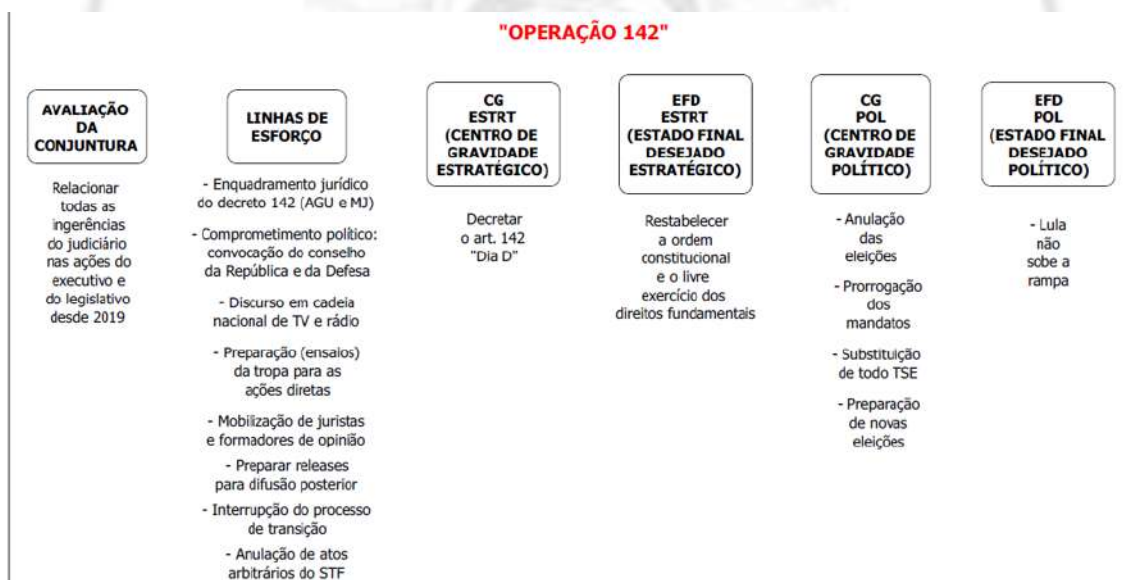 "OPERAÇÃO 142"
AVALIAÇÃO
DA
CONJUNTURA
Relacionar
todas as
ingerências
do judiciário
nas ações do
executivo e
do legislativo
desde 2019
LINHAS DE
ESFORÇO
- Enquadramento jurídico
do decreto 142 (AGU e MJ)
- Comprometimento político:
convocação do conselho
da República e da Defesa
- Discurso em cadeia
nacional de TV e rádio
- Preparação (ensaios)
da tropa para as
ações diretas
- Mobilização de juristas
e formadores de opinião
- Preparar releases
para difusão posterior
- Interrupção do processo
de transição
- Anulação de atos
arbitrários do STF
CG
ESTRT
(CENTRO DE
GRAVIDADE
ESTRATÉGICO)
Decretar
o art. 142
"Dia D"
EFD
ESTRT
(ESTADO FINAL
DESEJADO
ESTRATÉGICO)
Restabelecer
a ordem
constitucional
e o livre
exercício dos
direitos fundamentais
CG
POL
(CENTRO DE
GRAVIDADE
POLÍTICO)
- Anulação
das
eleições
- Prorrogação
dos
mandatos
- Substituição
de todo TSE
- Preparação
de novas
eleições
EFD
POL
(ESTADO FINAL
DESEJADO
POLÍTICO)
- Lula
não
sobe a
rampa